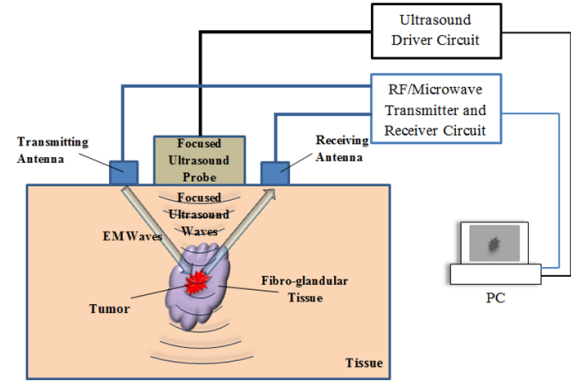 Ultrasound
Driver Circuit
RF/Microwave
Transmitter and
Receiver Circuit
Transmitting
Antenna
Focused
Ultrasound
Probe
Receiving
Antenna
Focused
Ultrasound
Waves
EM Waves
Fibro-glandular
Tissue
Tumor
PC
Tissue